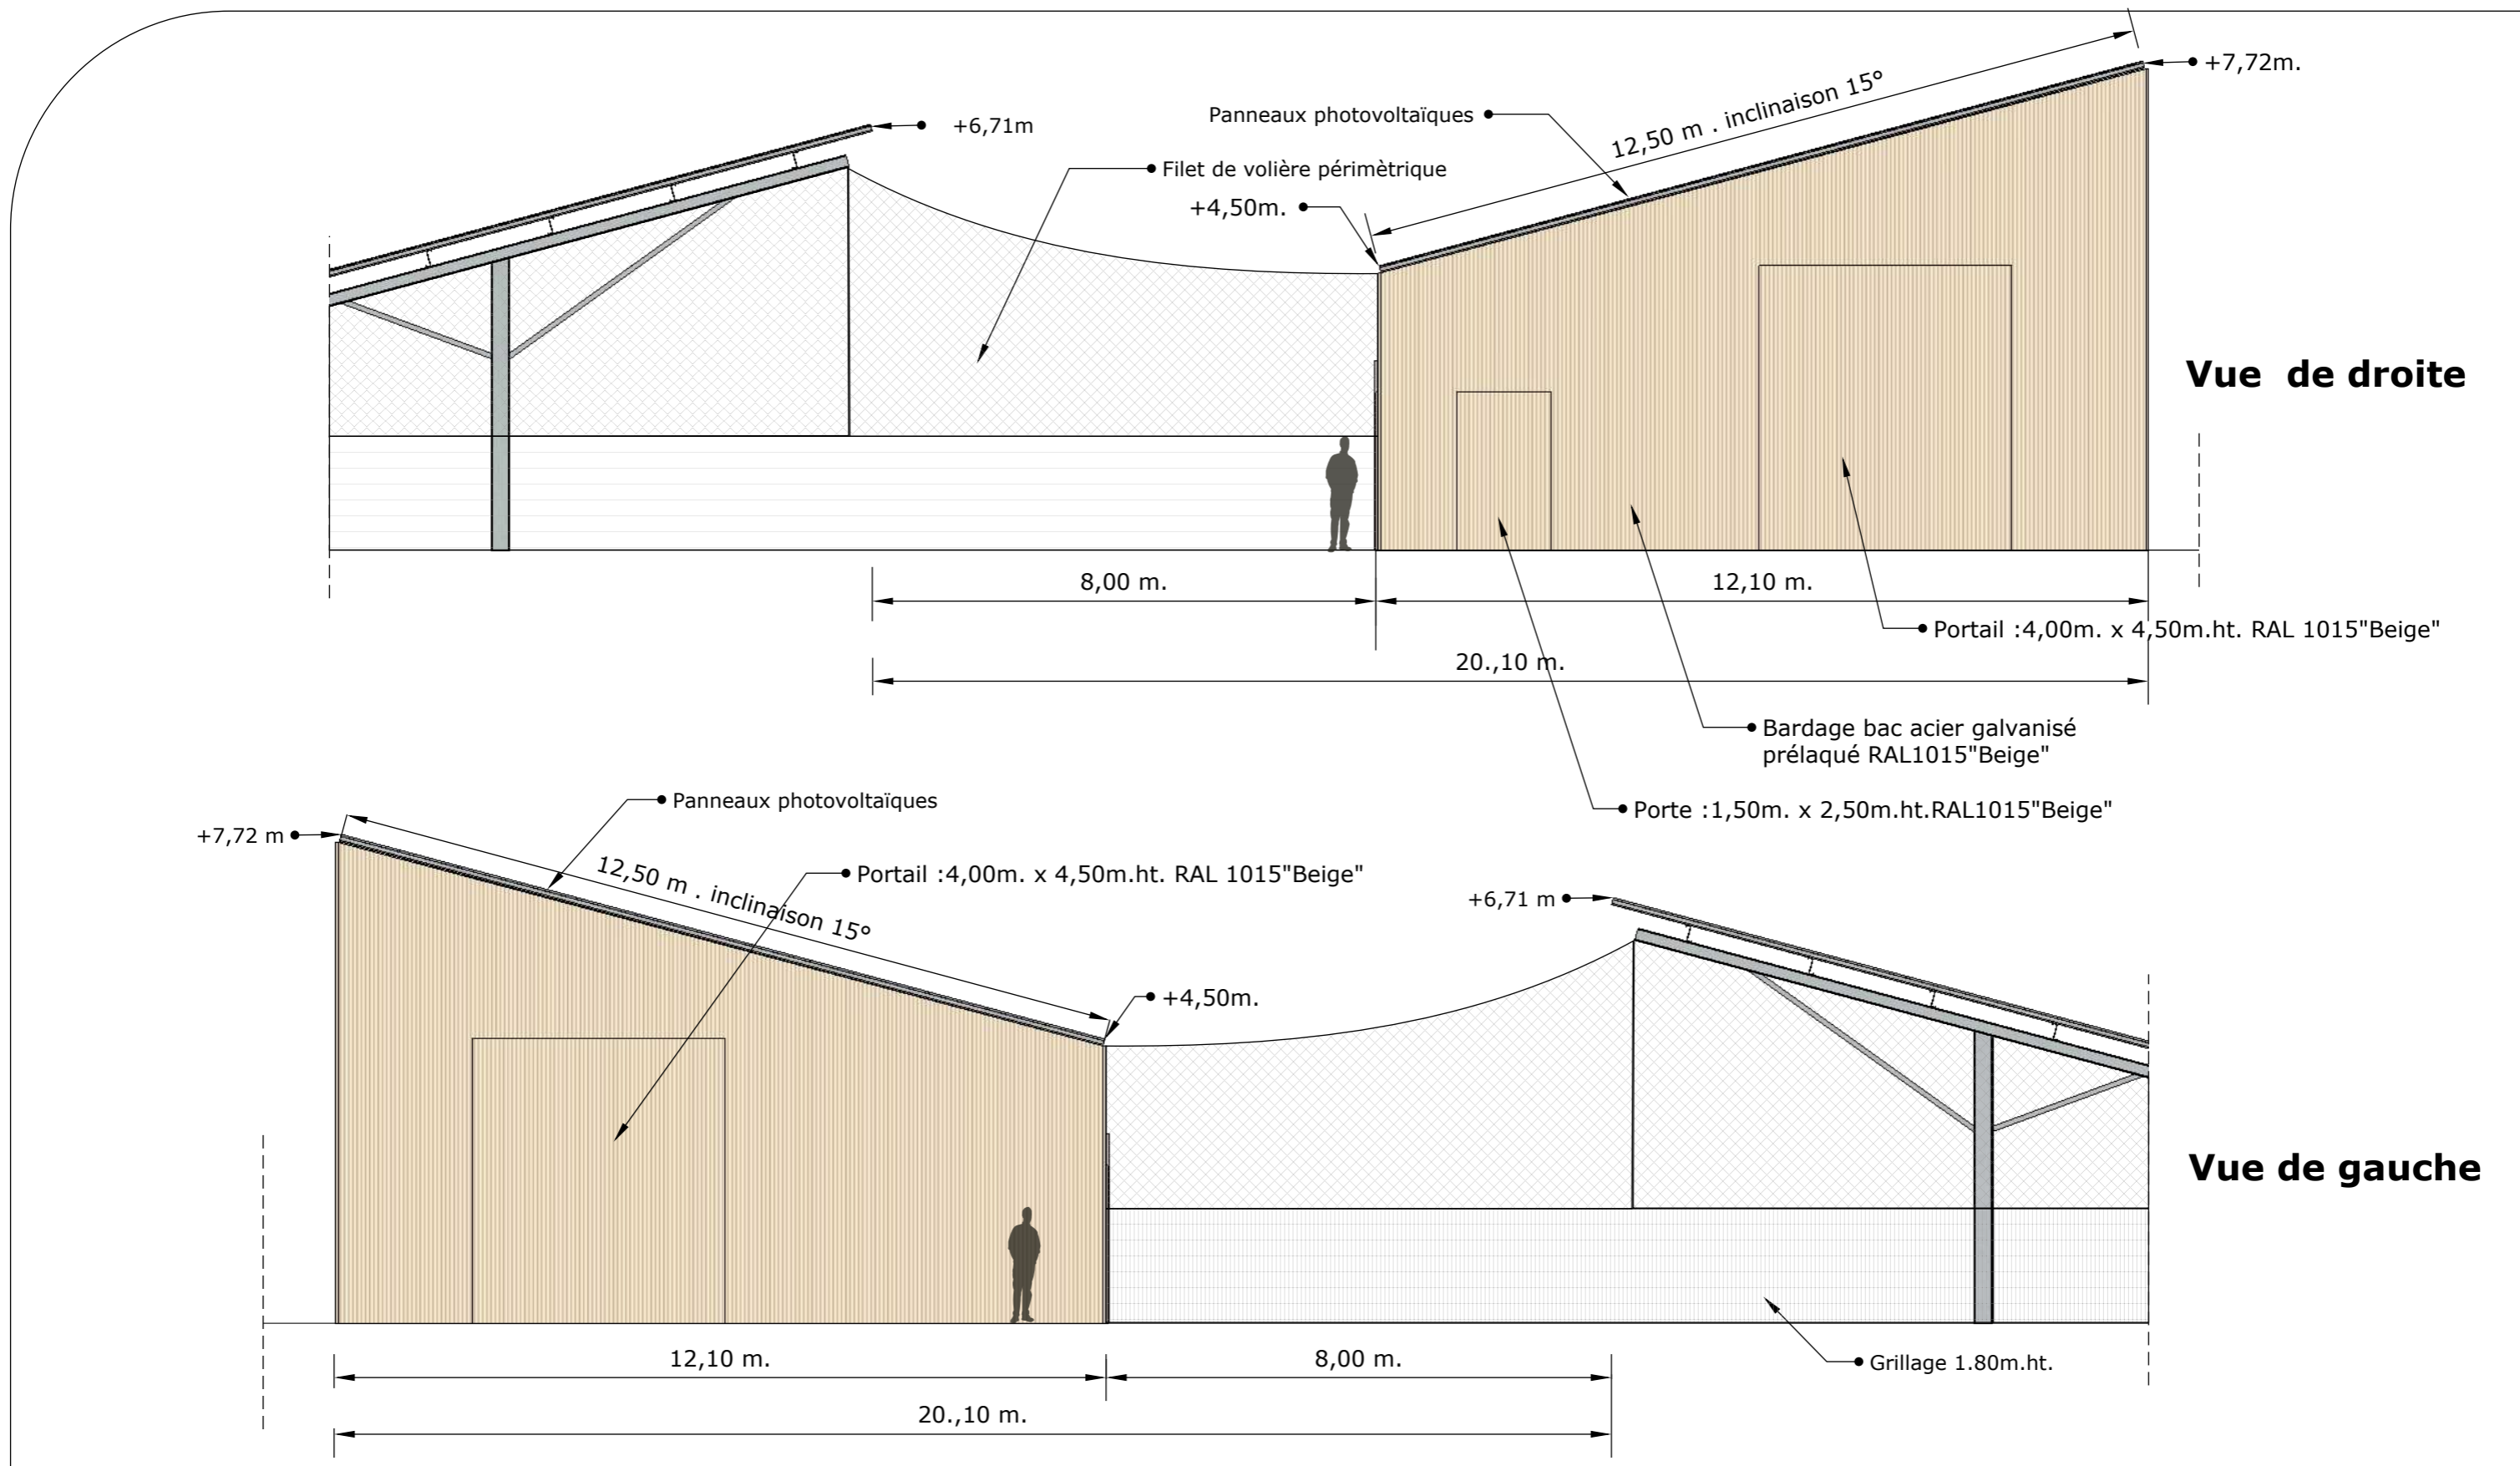 +7,72m.
12,50 m . inclinaison 15°
Panneaux photovoltaïques
+6,71m
Filet de volière périmètrique
+4,50m.
Vue  de droite
8,00 m.
12,10 m.
Portail :4,00m. x 4,50m.ht. RAL 1015"Beige"
20.,10 m.
Bardage bac acier galvanisé
prélaqué RAL1015"Beige"
Porte :1,50m. x 2,50m.ht.RAL1015"Beige"
Panneaux photovoltaïques
+7,72 m
12,50 m . inclinaison 15°
Portail :4,00m. x 4,50m.ht. RAL 1015"Beige"
+6,71 m
+4,50m.
Vue de gauche
12,10 m.
8,00 m.
Grillage 1.80m.ht.
20.,10 m.